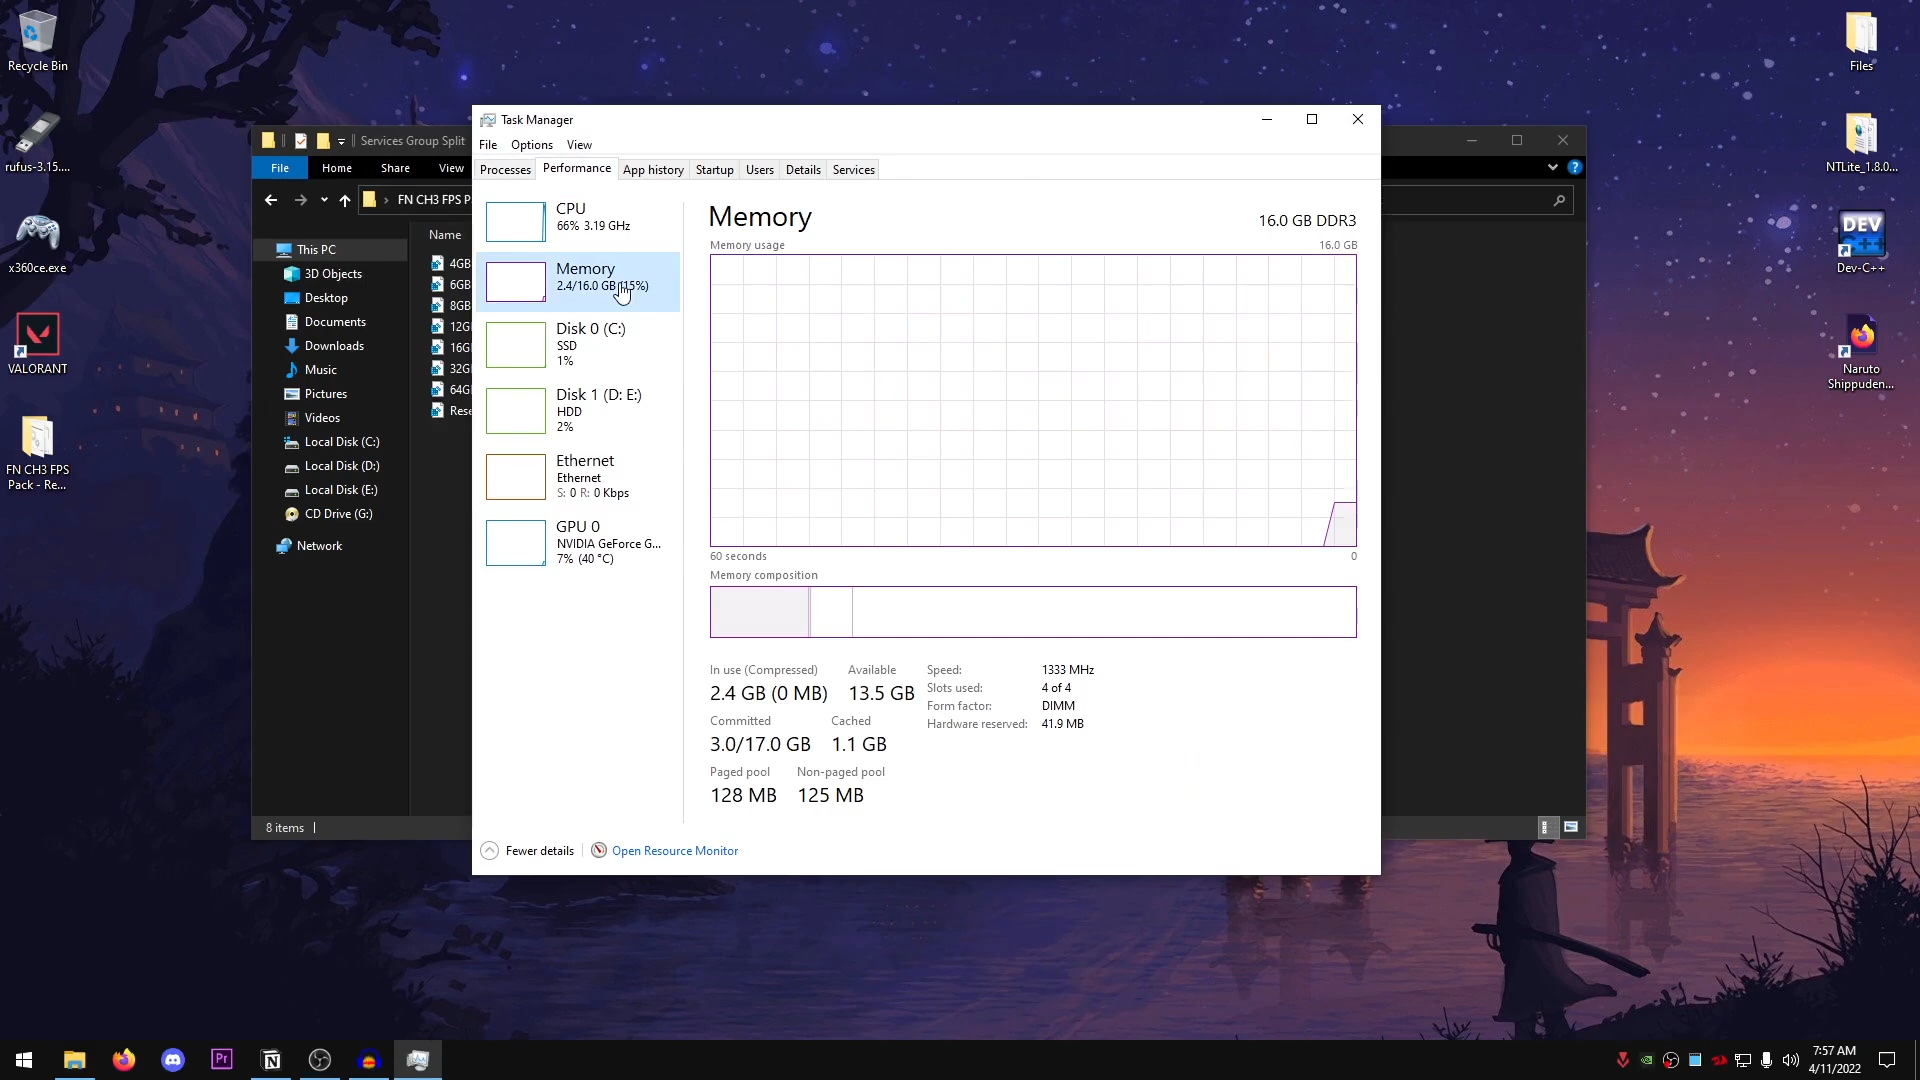 Recycle Bin
rufus-3.15....
x360ce.exe
VALORANT
FN CH3 FPS
Pack - Re...
Files
NTLite_1.8.0...
DEV
C++
Dev-C++
Naruto
Shippuden...
Services Group Split
File
Home
Share
View
FN CH3 FPS P
This PC
3D Objects
Desktop
Documents
Downloads
Music
Pictures
Videos
Local Disk (C:)
Local Disk (D:)
Local Disk (E:)
CD Drive (G:)
Network
Name
4GB
6GB
8GB
12G
16G
32G
64G
Rese
8 items
Task Manager
File
Options
View
Processes
Performance
App history
Startup
Users
Details
Services
CPU
66% 3.19 GHz
Memory
2.4/16.0 GB (15%)
Disk 0 (C:)
SSD
1%
Disk 1 (D: E:)
HDD
2%
Ethernet
Ethernet
S: 0 R: 0 Kbps
GPU 0
NVIDIA GeForce G...
7% (40 °C)
Memory
16.0 GB DDR3
Memory usage
16.0 GB
60 seconds
0
Memory composition
In use (Compressed)
2.4 GB (0 MB)
Available
13.5 GB
Committed
3.0/17.0 GB
Cached
1.1 GB
Paged pool
128 MB
Non-paged pool
125 MB
Speed: 1333 MHz
Slots used: 4 of 4
Form factor: DIMM
Hardware reserved: 41.9 MB
Fewer details
Open Resource Monitor
Pr
7:57 AM
4/11/2022